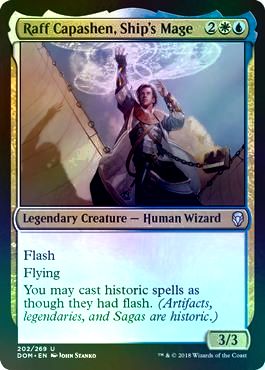 Raff Capashen, Ship's Mage 2
Legendary Creature — Human Wizard
Flash
Flying
You may cast historic spells as
though they had flash. (Artifacts,
legendaries, and Sagas are historic.)
3/3
202/269 U
DOM • EN JOHN STANKO
™ & © 2018 Wizards of the Coast